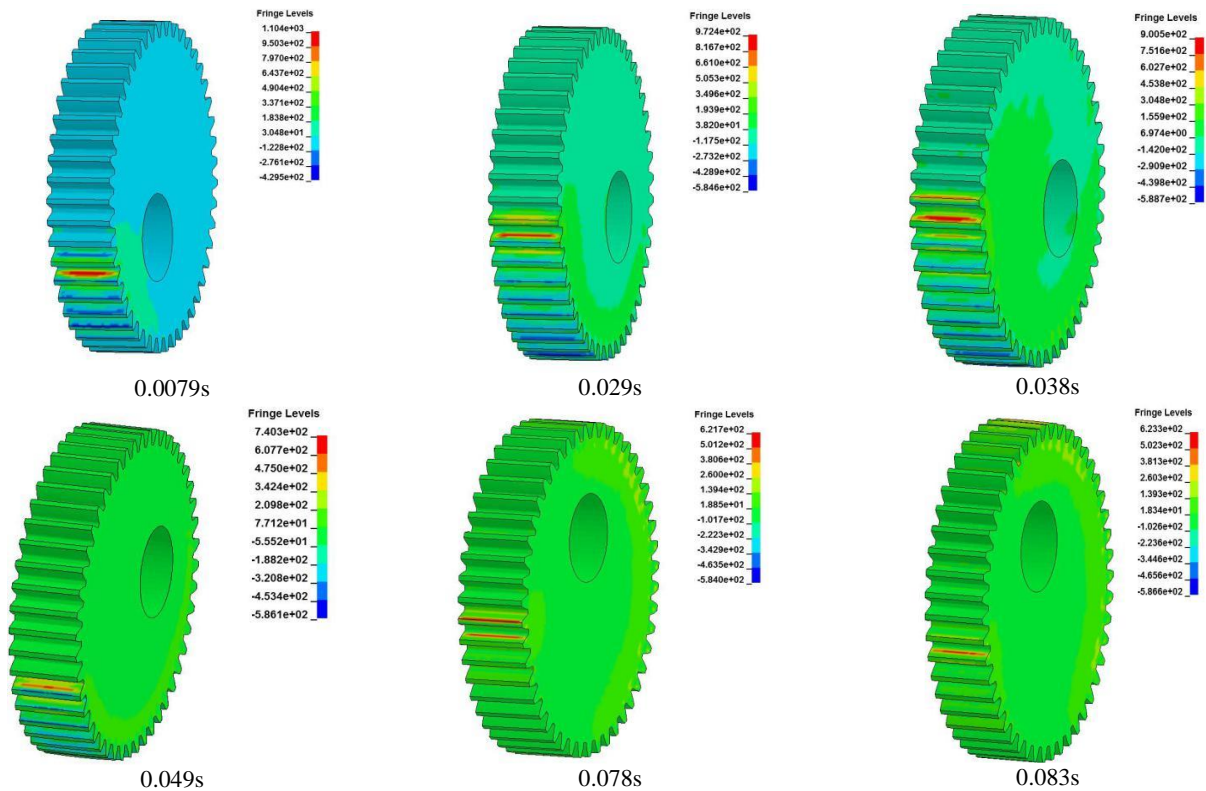 Fringe Levels
1.104e+03
9.503e+02
7.970e+02
6.437e+02
4.904e+02
3.371e+02
1.838e+02
3.048e+01
-1.228e+02
-2.761e+02
-4.295e+02
0.0079s
Fringe Levels
9.724e+02
8.167e+02
6.610e+02
5.053e+02
3.496e+02
1.939e+02
3.820e+01
-1.175e+02
-2.732e+02
-4.289e+02
-5.846e+02
0.029s
Fringe Levels
9.005e+02
7.516e+02
6.027e+02
4.538e+02
3.048e+02
1.559e+02
6.974e+00
-1.420e+02
-2.909e+02
-4.398e+02
-5.887e+02
0.038s
Fringe Levels
7.403e+02
6.077e+02
4.750e+02
3.424e+02
2.098e+02
7.712e+01
-5.552e+01
-1.882e+02
-3.208e+02
-4.534e+02
-5.861e+02
0.049s
Fringe Levels
6.217e+02
5.012e+02
3.806e+02
2.600e+02
1.394e+02
1.885e+01
-1.017e+02
-2.223e+02
-3.429e+02
-4.635e+02
-5.840e+02
0.078s
Fringe Levels
6.233e+02
5.023e+02
3.813e+02
2.603e+02
1.393e+02
1.834e+01
-1.026e+02
-2.236e+02
-3.446e+02
-4.656e+02
-5.866e+02
0.083s